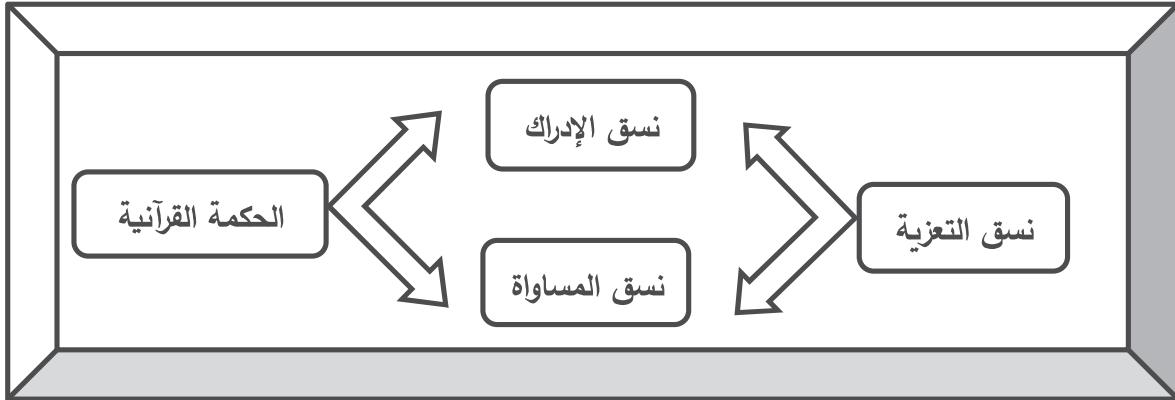 نسق الإدراك
نسق التعزية
الحكمة القرآنية
نسق المساواة